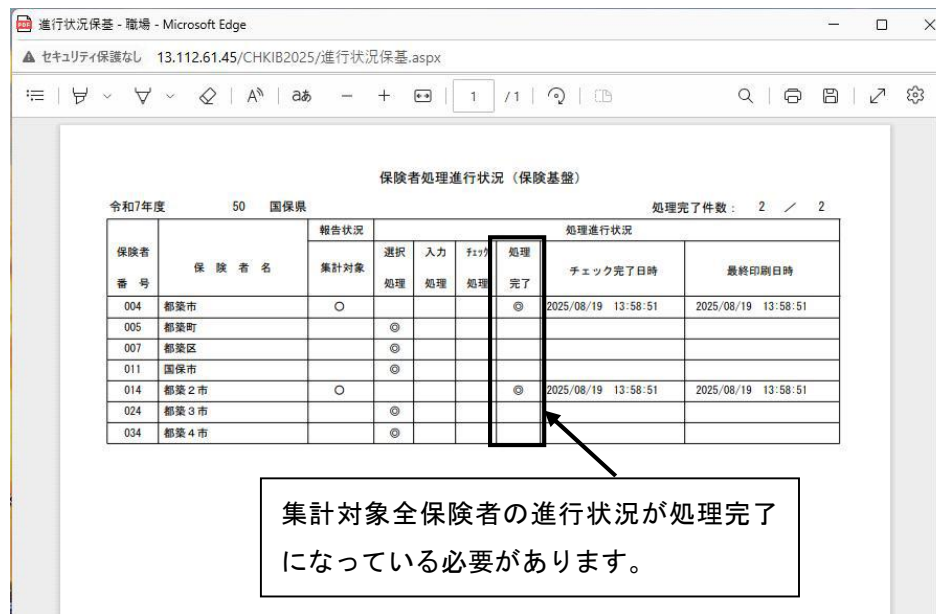 進行状況保基 - 職場 - Microsoft Edge
セキュリティ保護なし 13.112.61.45/CHKIB2025/進行状況保基.aspx
aあ 1 / 1
保険者処理進行状況（保険基盤）
令和7年度 50 国保県 処理完了件数： 2 ／ 2
保険者番号 保険者名 報告状況 処理進行状況
集計対象 選択処理 入力処理 ﾁｪｯｸ処理 処理完了 チェック完了日時 最終印刷日時
004 都築市 ○ ◎ 2025/08/19 13:58:51 2025/08/19 13:58:51
005 都築町 ◎
007 都築区 ◎
011 国保市 ◎
014 都築２市 ○ ◎ 2025/08/19 13:58:51 2025/08/19 13:58:51
024 都築３市 ◎
034 都築４市 ◎
集計対象全保険者の進行状況が処理完了
になっている必要があります。